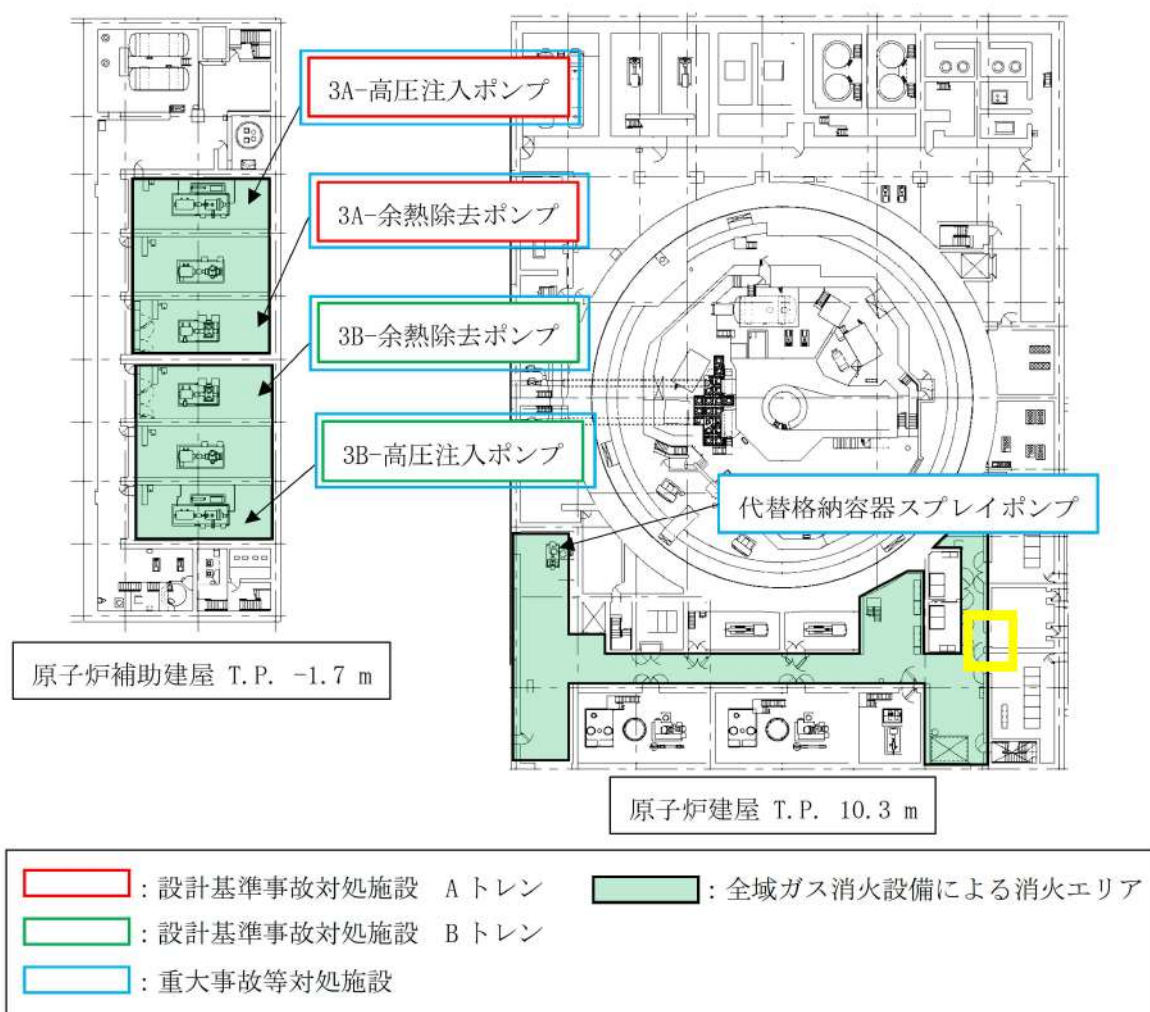 3A-高圧注入ポンプ
3A-余熱除去ポンプ
3B-余熱除去ポンプ
3B-高圧注入ポンプ
代替格納容器スプレイポンプ
原子炉補助建屋 T.P. -1.7 m
原子炉建屋 T.P. 10.3 m
：設計基準事故対処施設　A トレン
：設計基準事故対処施設　B トレン
：重大事故等対処施設
：全域ガス消火設備による消火エリア